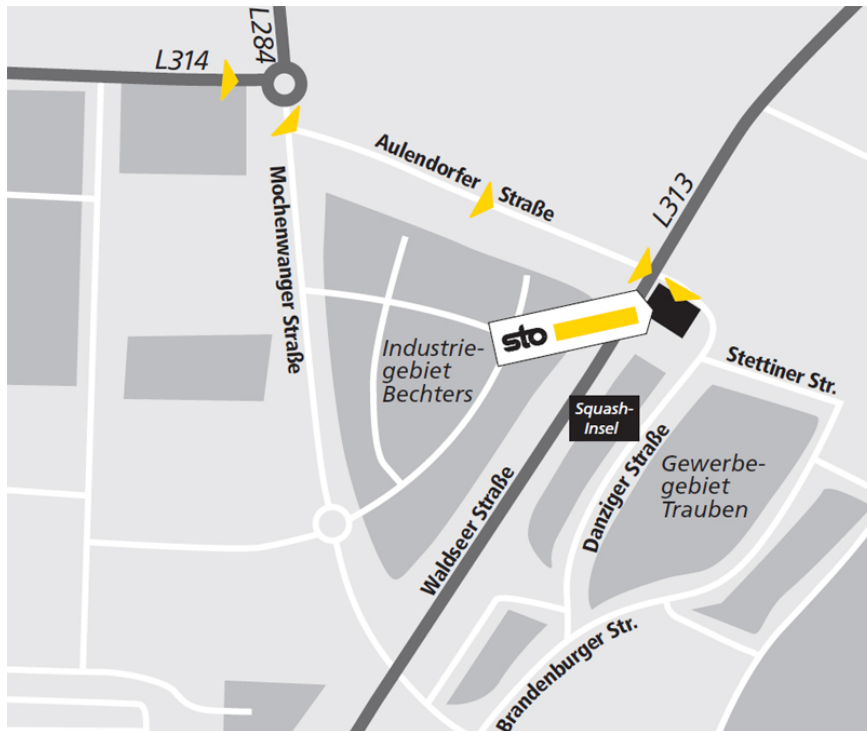 L284
L314
Aulendorfer Straße
L313
Mochenwanger Straße
sto
Industrie-
gebiet
Bechters
Stettiner Str.
Squash-
Insel
Danziger Straße
Gewerbe-
gebiet
Trauben
Waldseer Straße
Brandenburger Str.